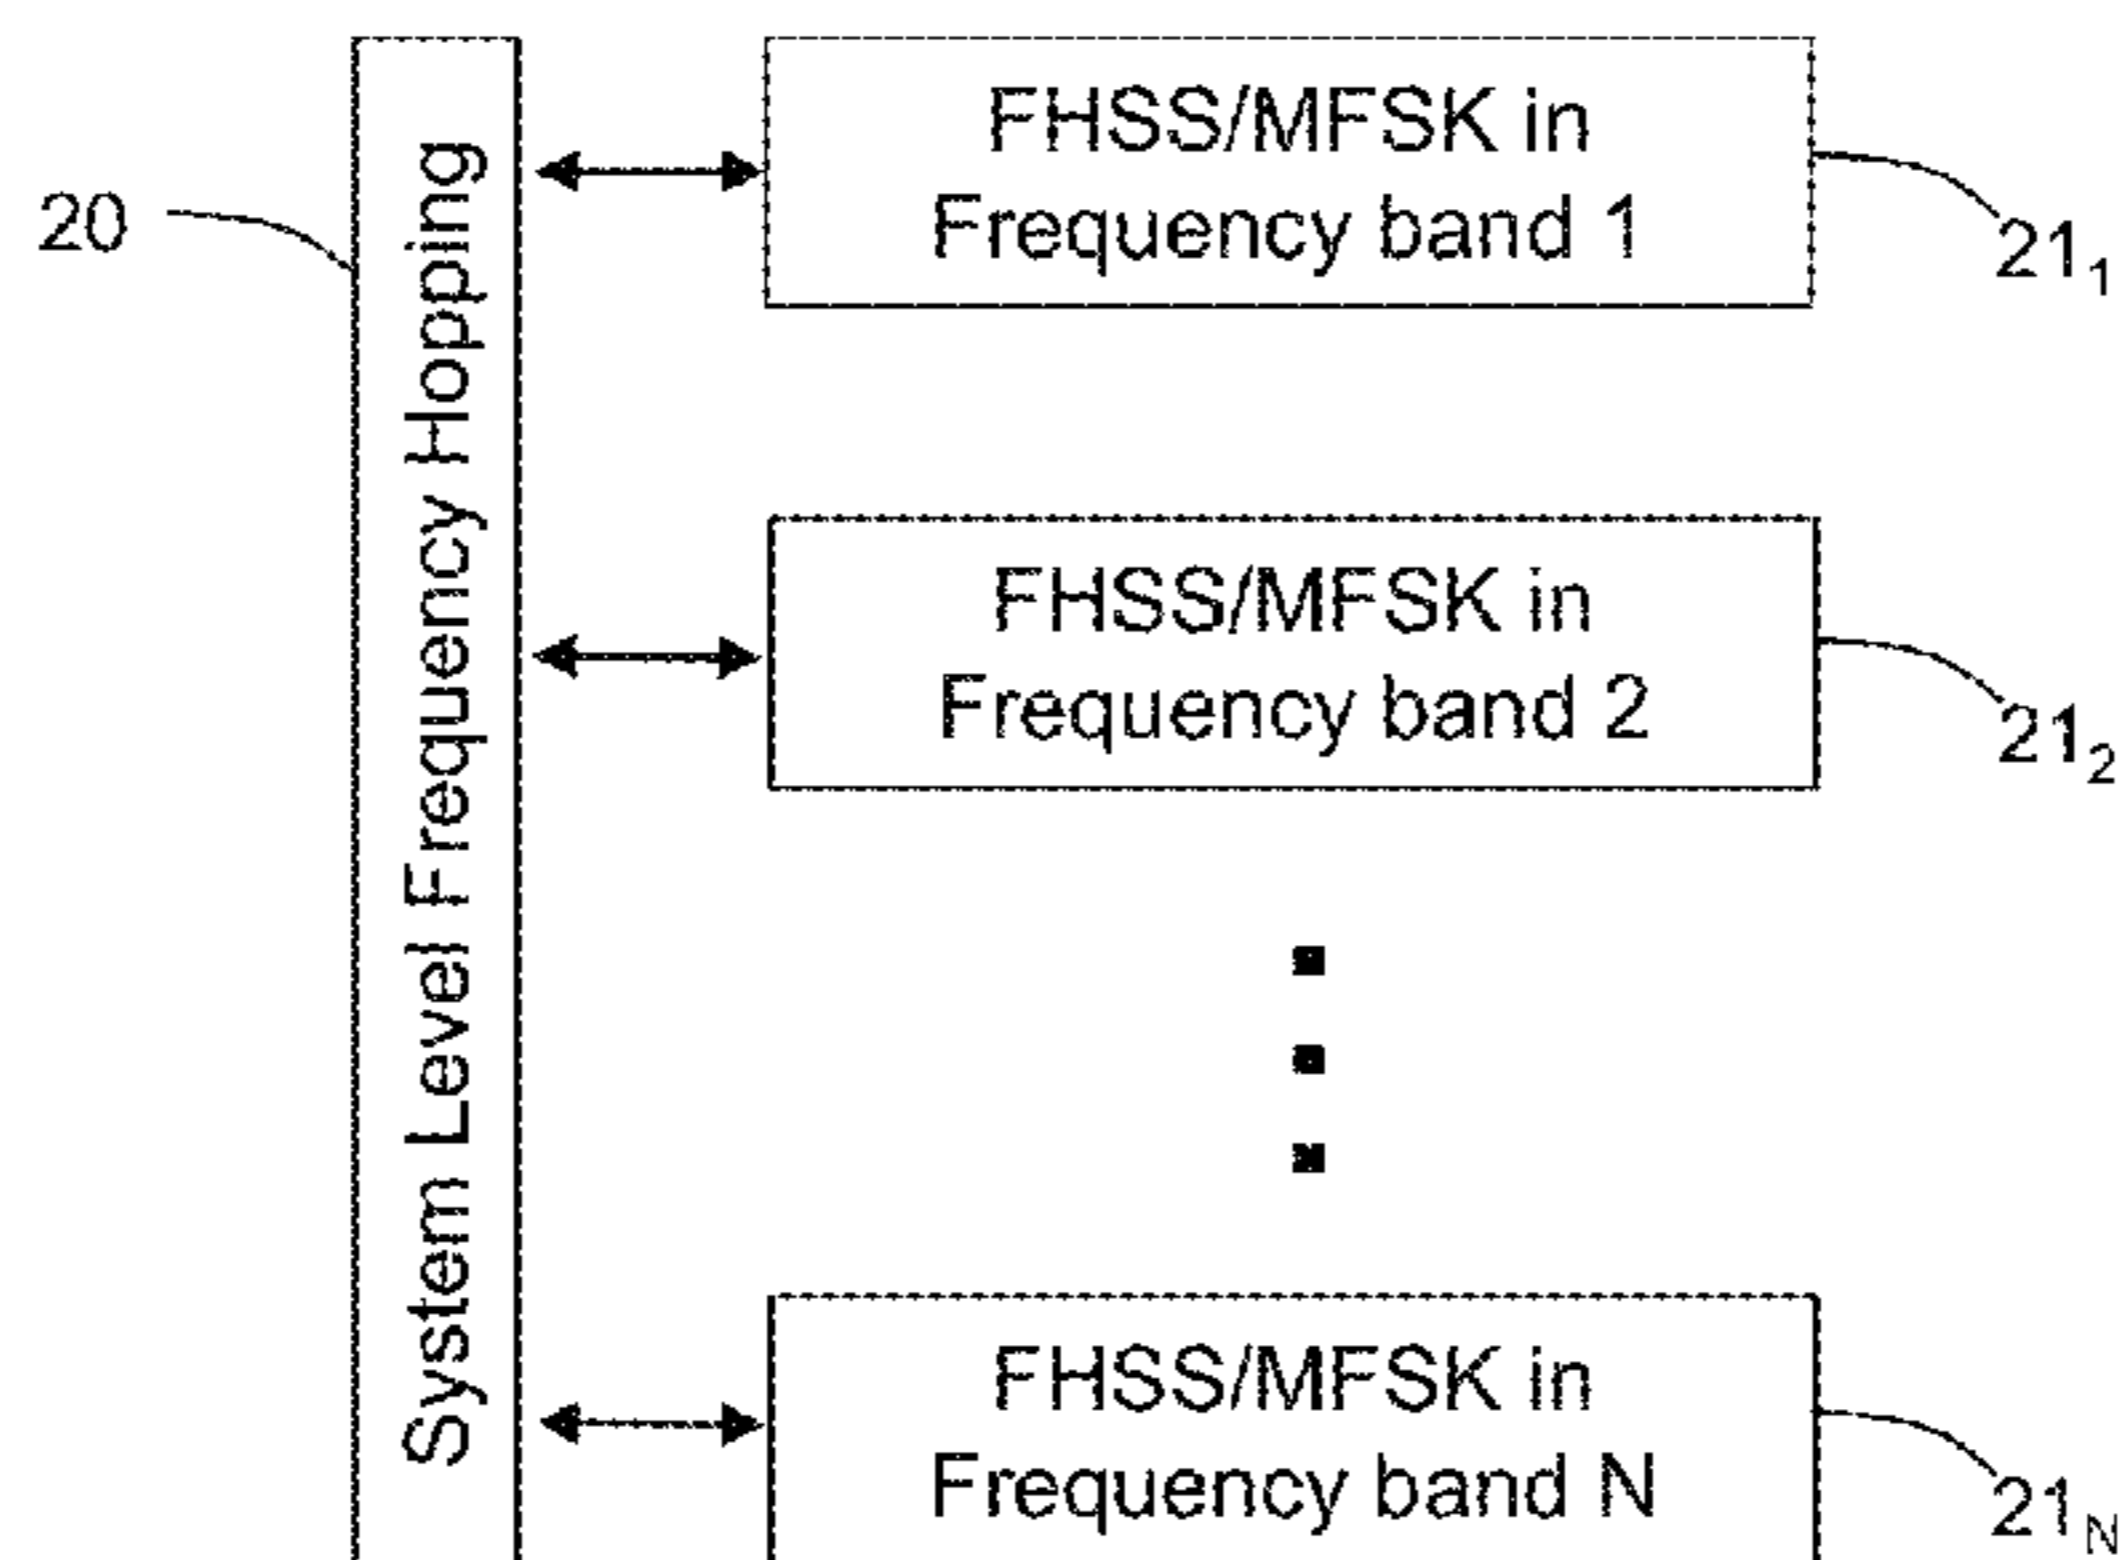 20
System Level Frequency Hopping
FHSS/MFSK in
Frequency band 1
21₁
FHSS/MFSK in
Frequency band 2
21₂
FHSS/MFSK in
Frequency band N
21_N